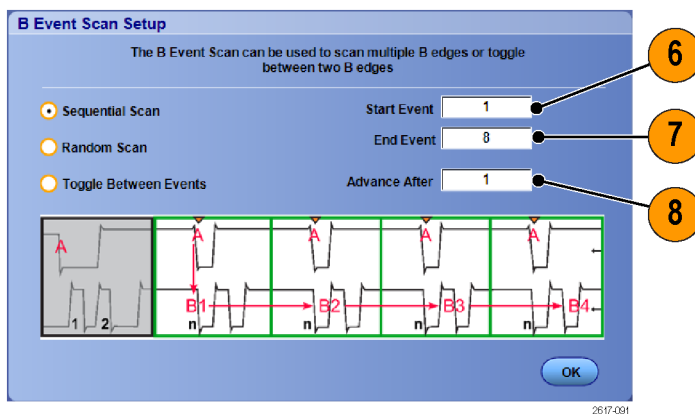 B Event Scan Setup
The B Event Scan can be used to scan multiple B edges or toggle
between two B edges
Sequential Scan
Random Scan
Toggle Between Events
Start Event 1
End Event 8
Advance After 1
6
7
8
A A A A A
B1 B2 B3 B4
1 2 n n n n
OK
2617-091